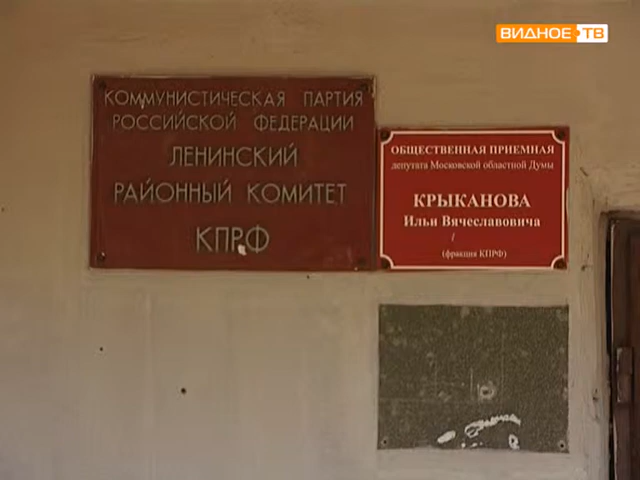 ВИДНОЕ ТВ
КОММУНИСТИЧЕСКАЯ ПАРТИЯ
РОССИЙСКОЙ ФЕДЕРАЦИИ
ЛЕНИНСКИЙ
РАЙОННЫЙ КОМИТЕТ
КПРФ
ОБЩЕСТВЕННАЯ ПРИЕМНАЯ
депутата Московской областной Думы
КРЫКАНОВА
Ильи Вячеславовича
(фракция КПРФ)